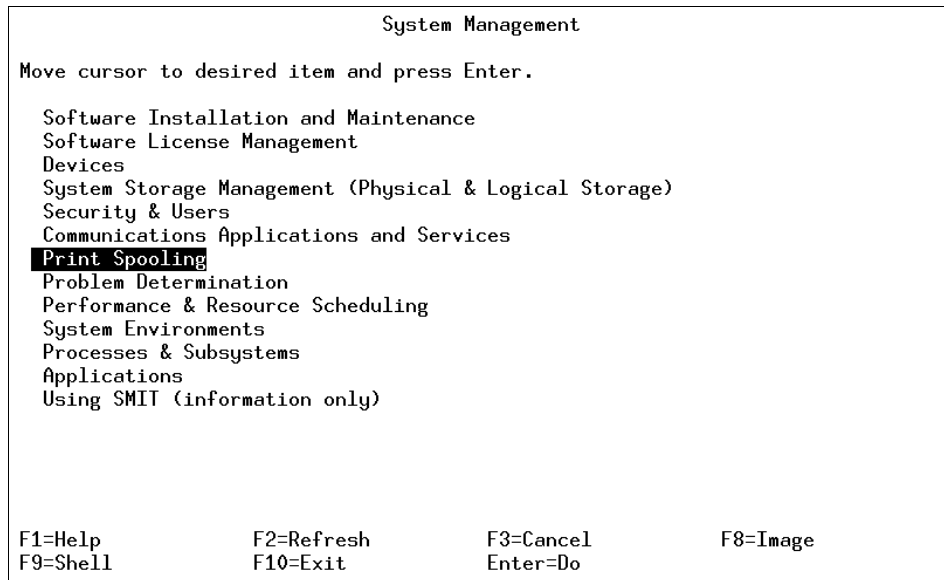 System Management
Move cursor to desired item and press Enter.
Software Installation and Maintenance
Software License Management
Devices
System Storage Management (Physical & Logical Storage)
Security & Users
Communications Applications and Services
Print Spooling
Problem Determination
Performance & Resource Scheduling
System Environments
Processes & Subsystems
Applications
Using SMIT (information only)
F1=Help F2=Refresh F3=Cancel F8=Image
F9=Shell F10=Exit Enter=Do